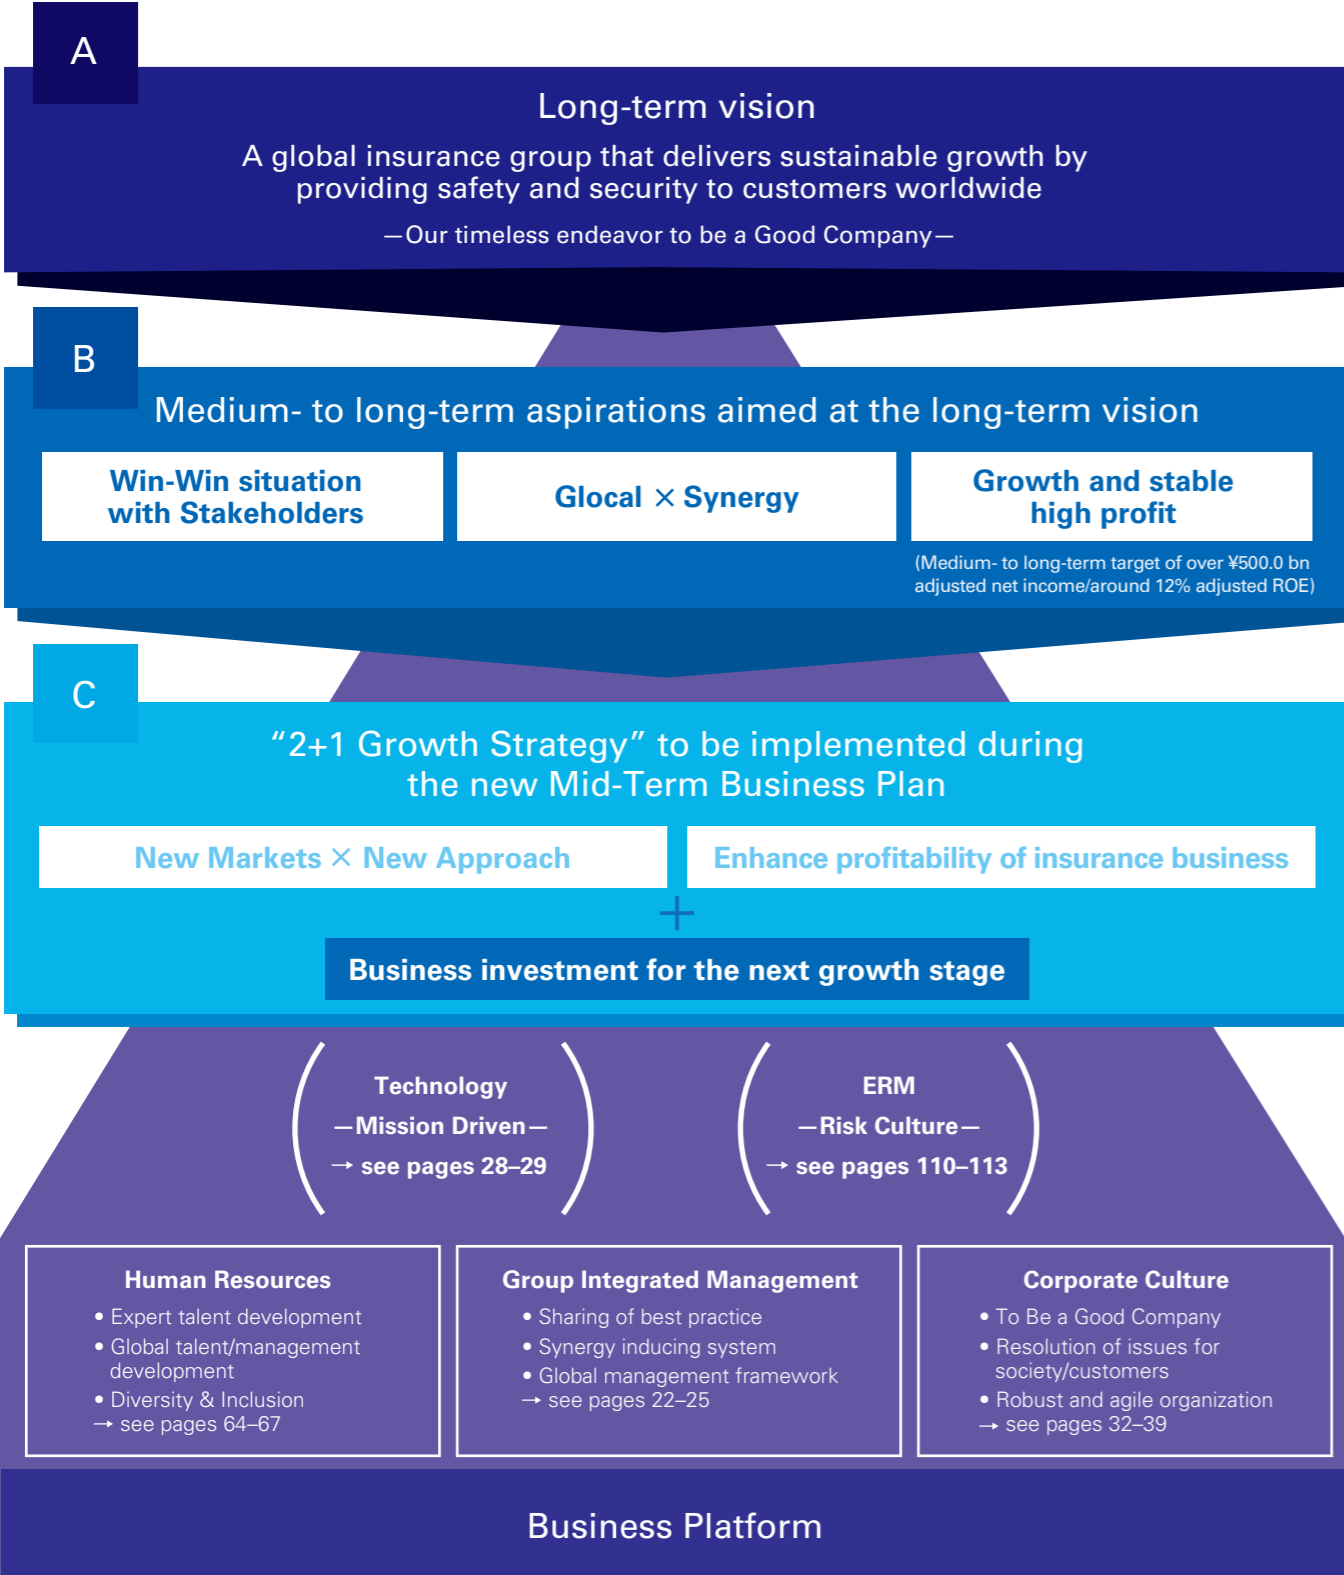 A
Long-term vision
A global insurance group that delivers sustainable growth by
providing safety and security to customers worldwide
—Our timeless endeavor to be a Good Company—
B
Medium- to long-term aspirations aimed at the long-term vision
Win-Win situation
with Stakeholders
Glocal × Synergy
Growth and stable
high profit
(Medium- to long-term target of over ¥500.0 bn
adjusted net income/around 12% adjusted ROE)
C
“2+1 Growth Strategy” to be implemented during
the new Mid-Term Business Plan
New Markets × New Approach
Enhance profitability of insurance business
+
Business investment for the next growth stage
Technology
—Mission Driven—
→ see pages 28–29
ERM
—Risk Culture—
→ see pages 110–113
Human Resources
• Expert talent development
• Global talent/management
development
• Diversity & Inclusion
→ see pages 64–67
Group Integrated Management
• Sharing of best practice
• Synergy inducing system
• Global management framework
→ see pages 22–25
Corporate Culture
• To Be a Good Company
• Resolution of issues for
society/customers
• Robust and agile organization
→ see pages 32–39
Business Platform